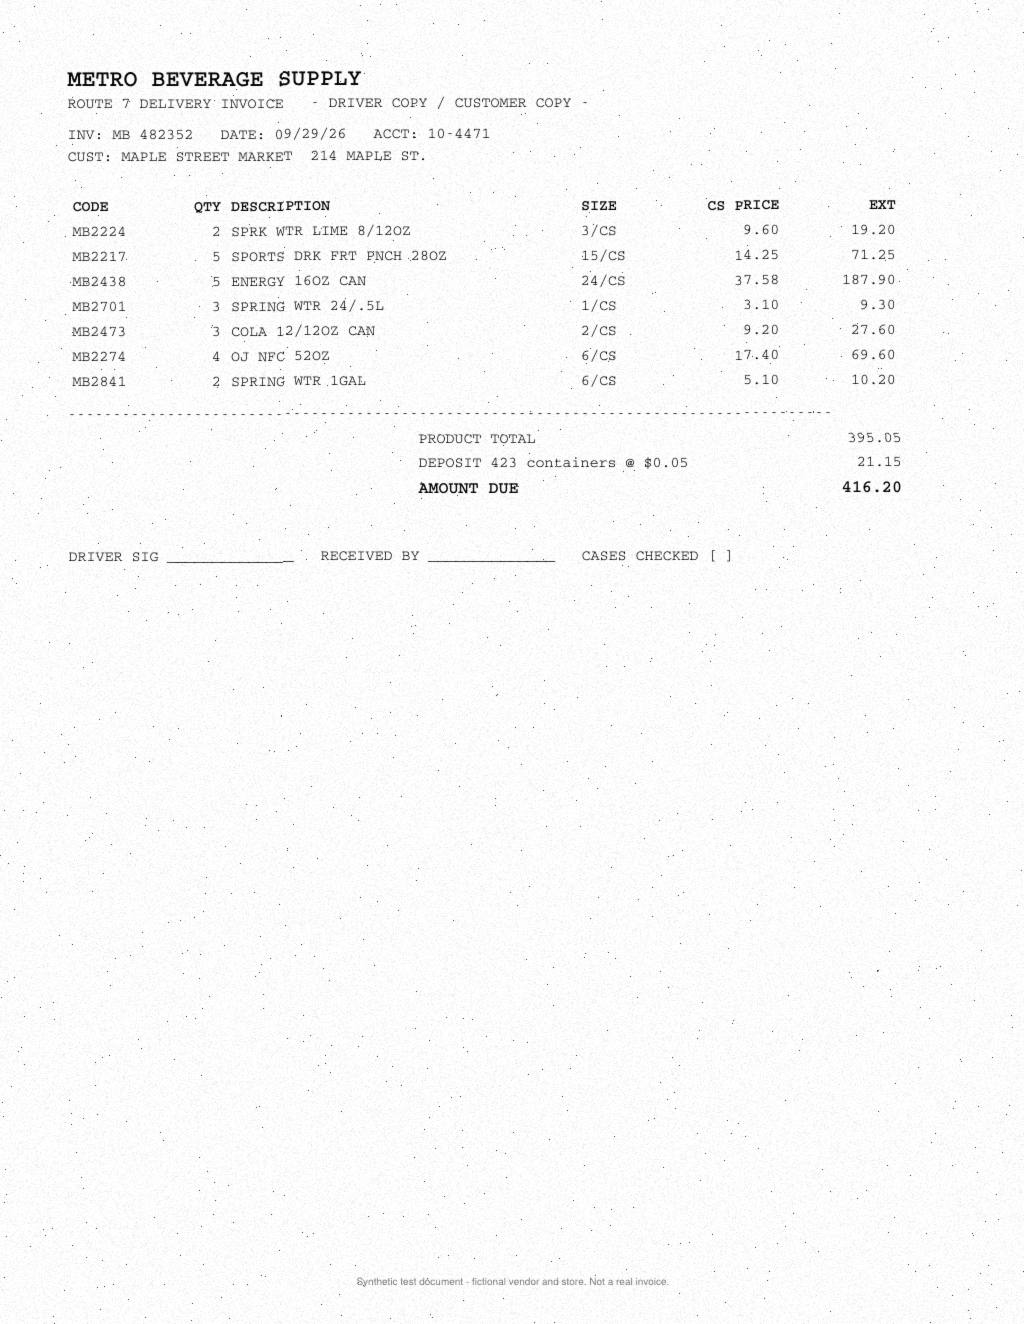 METRO BEVERAGE SUPPLY
ROUTE 7 DELIVERY INVOICE - DRIVER COPY / CUSTOMER COPY -
INV: MB 482352 DATE: 09/29/26 ACCT: 10-4471
CUST: MAPLE STREET MARKET 214 MAPLE ST.
CODE QTY DESCRIPTION SIZE CS PRICE EXT
MB2224 2 SPRK WTR LIME 8/12OZ 3/CS 9.60 19.20
MB2217 5 SPORTS DRK FRT PNCH 28OZ 15/CS 14.25 71.25
MB2438 5 ENERGY 16OZ CAN 24/CS 37.58 187.90
MB2701 3 SPRING WTR 24/.5L 1/CS 3.10 9.30
MB2473 3 COLA 12/12OZ CAN 2/CS 9.20 27.60
MB2274 4 OJ NFC 52OZ 6/CS 17.40 69.60
MB2841 2 SPRING WTR 1GAL 6/CS 5.10 10.20
PRODUCT TOTAL 395.05
DEPOSIT 423 containers @ $0.05 21.15
AMOUNT DUE 416.20
DRIVER SIG ______________ RECEIVED BY ______________ CASES CHECKED [ ]
Synthetic test document - fictional vendor and store. Not a real invoice.